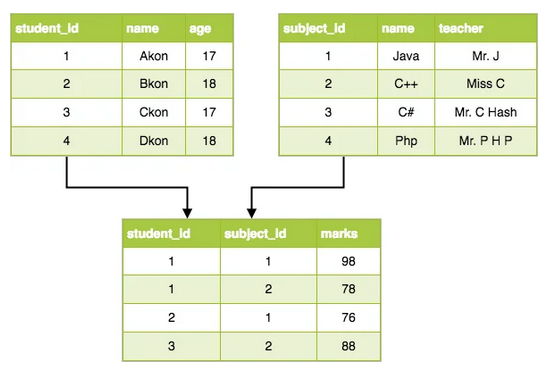 student_id name age
1 Akon 17
2 Bkon 18
3 Ckon 17
4 Dkon 18
subject_id name teacher
1 Java Mr. J
2 C++ Miss C
3 C# Mr. C Hash
4 Php Mr. P H P
student_id subject_id marks
1 1 98
1 2 78
2 1 76
3 2 88